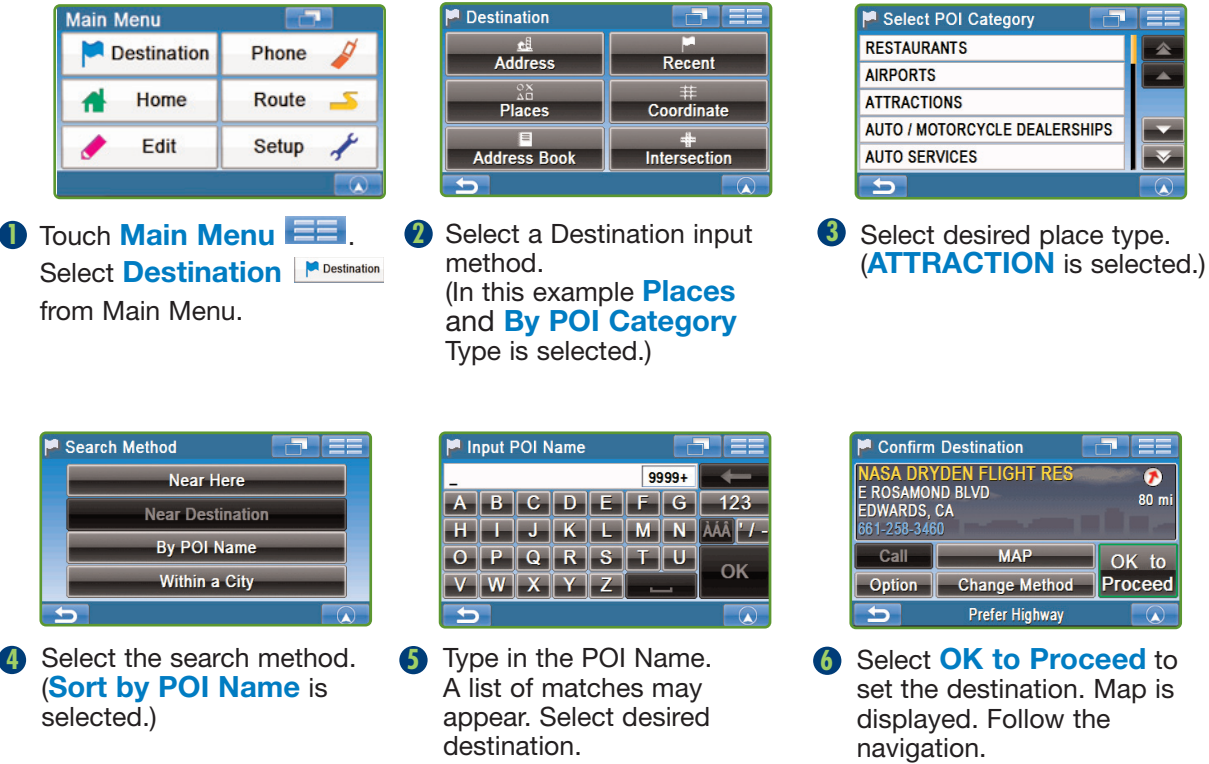 Main Menu
Destination Phone
Home Route
Edit Setup
1 Touch Main Menu .
Select Destination Destination
from Main Menu.
Destination
Address Recent
Places Coordinate
Address Book Intersection
2 Select a Destination input
method.
(In this example Places
and By POI Category
Type is selected.)
Select POI Category
RESTAURANTS
AIRPORTS
ATTRACTIONS
AUTO / MOTORCYCLE DEALERSHIPS
AUTO SERVICES
3 Select desired place type.
(ATTRACTION is selected.)
Search Method
Near Here
Near Destination
By POI Name
Within a City
4 Select the search method.
(Sort by POI Name is
selected.)
Input POI Name
_ 9999+
A B C D E F G 123
H I J K L M N ÀÁÂ ' / -
O P Q R S T U OK
V W X Y Z
5 Type in the POI Name.
A list of matches may
appear. Select desired
destination.
Confirm Destination
NASA DRYDEN FLIGHT RES
E ROSAMOND BLVD 80 mi
EDWARDS, CA
661-258-3460
Call MAP OK to
Option Change Method Proceed
Prefer Highway
6 Select OK to Proceed to
set the destination. Map is
displayed. Follow the
navigation.